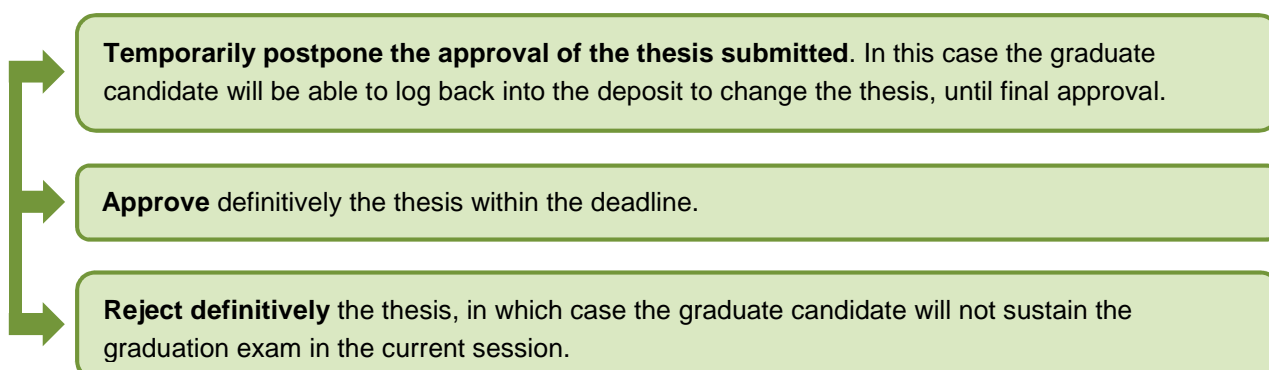 Temporarily postpone the approval of the thesis submitted. In this case the graduate
candidate will be able to log back into the deposit to change the thesis, until final approval.
Approve definitively the thesis within the deadline.
Reject definitively the thesis, in which case the graduate candidate will not sustain the
graduation exam in the current session.